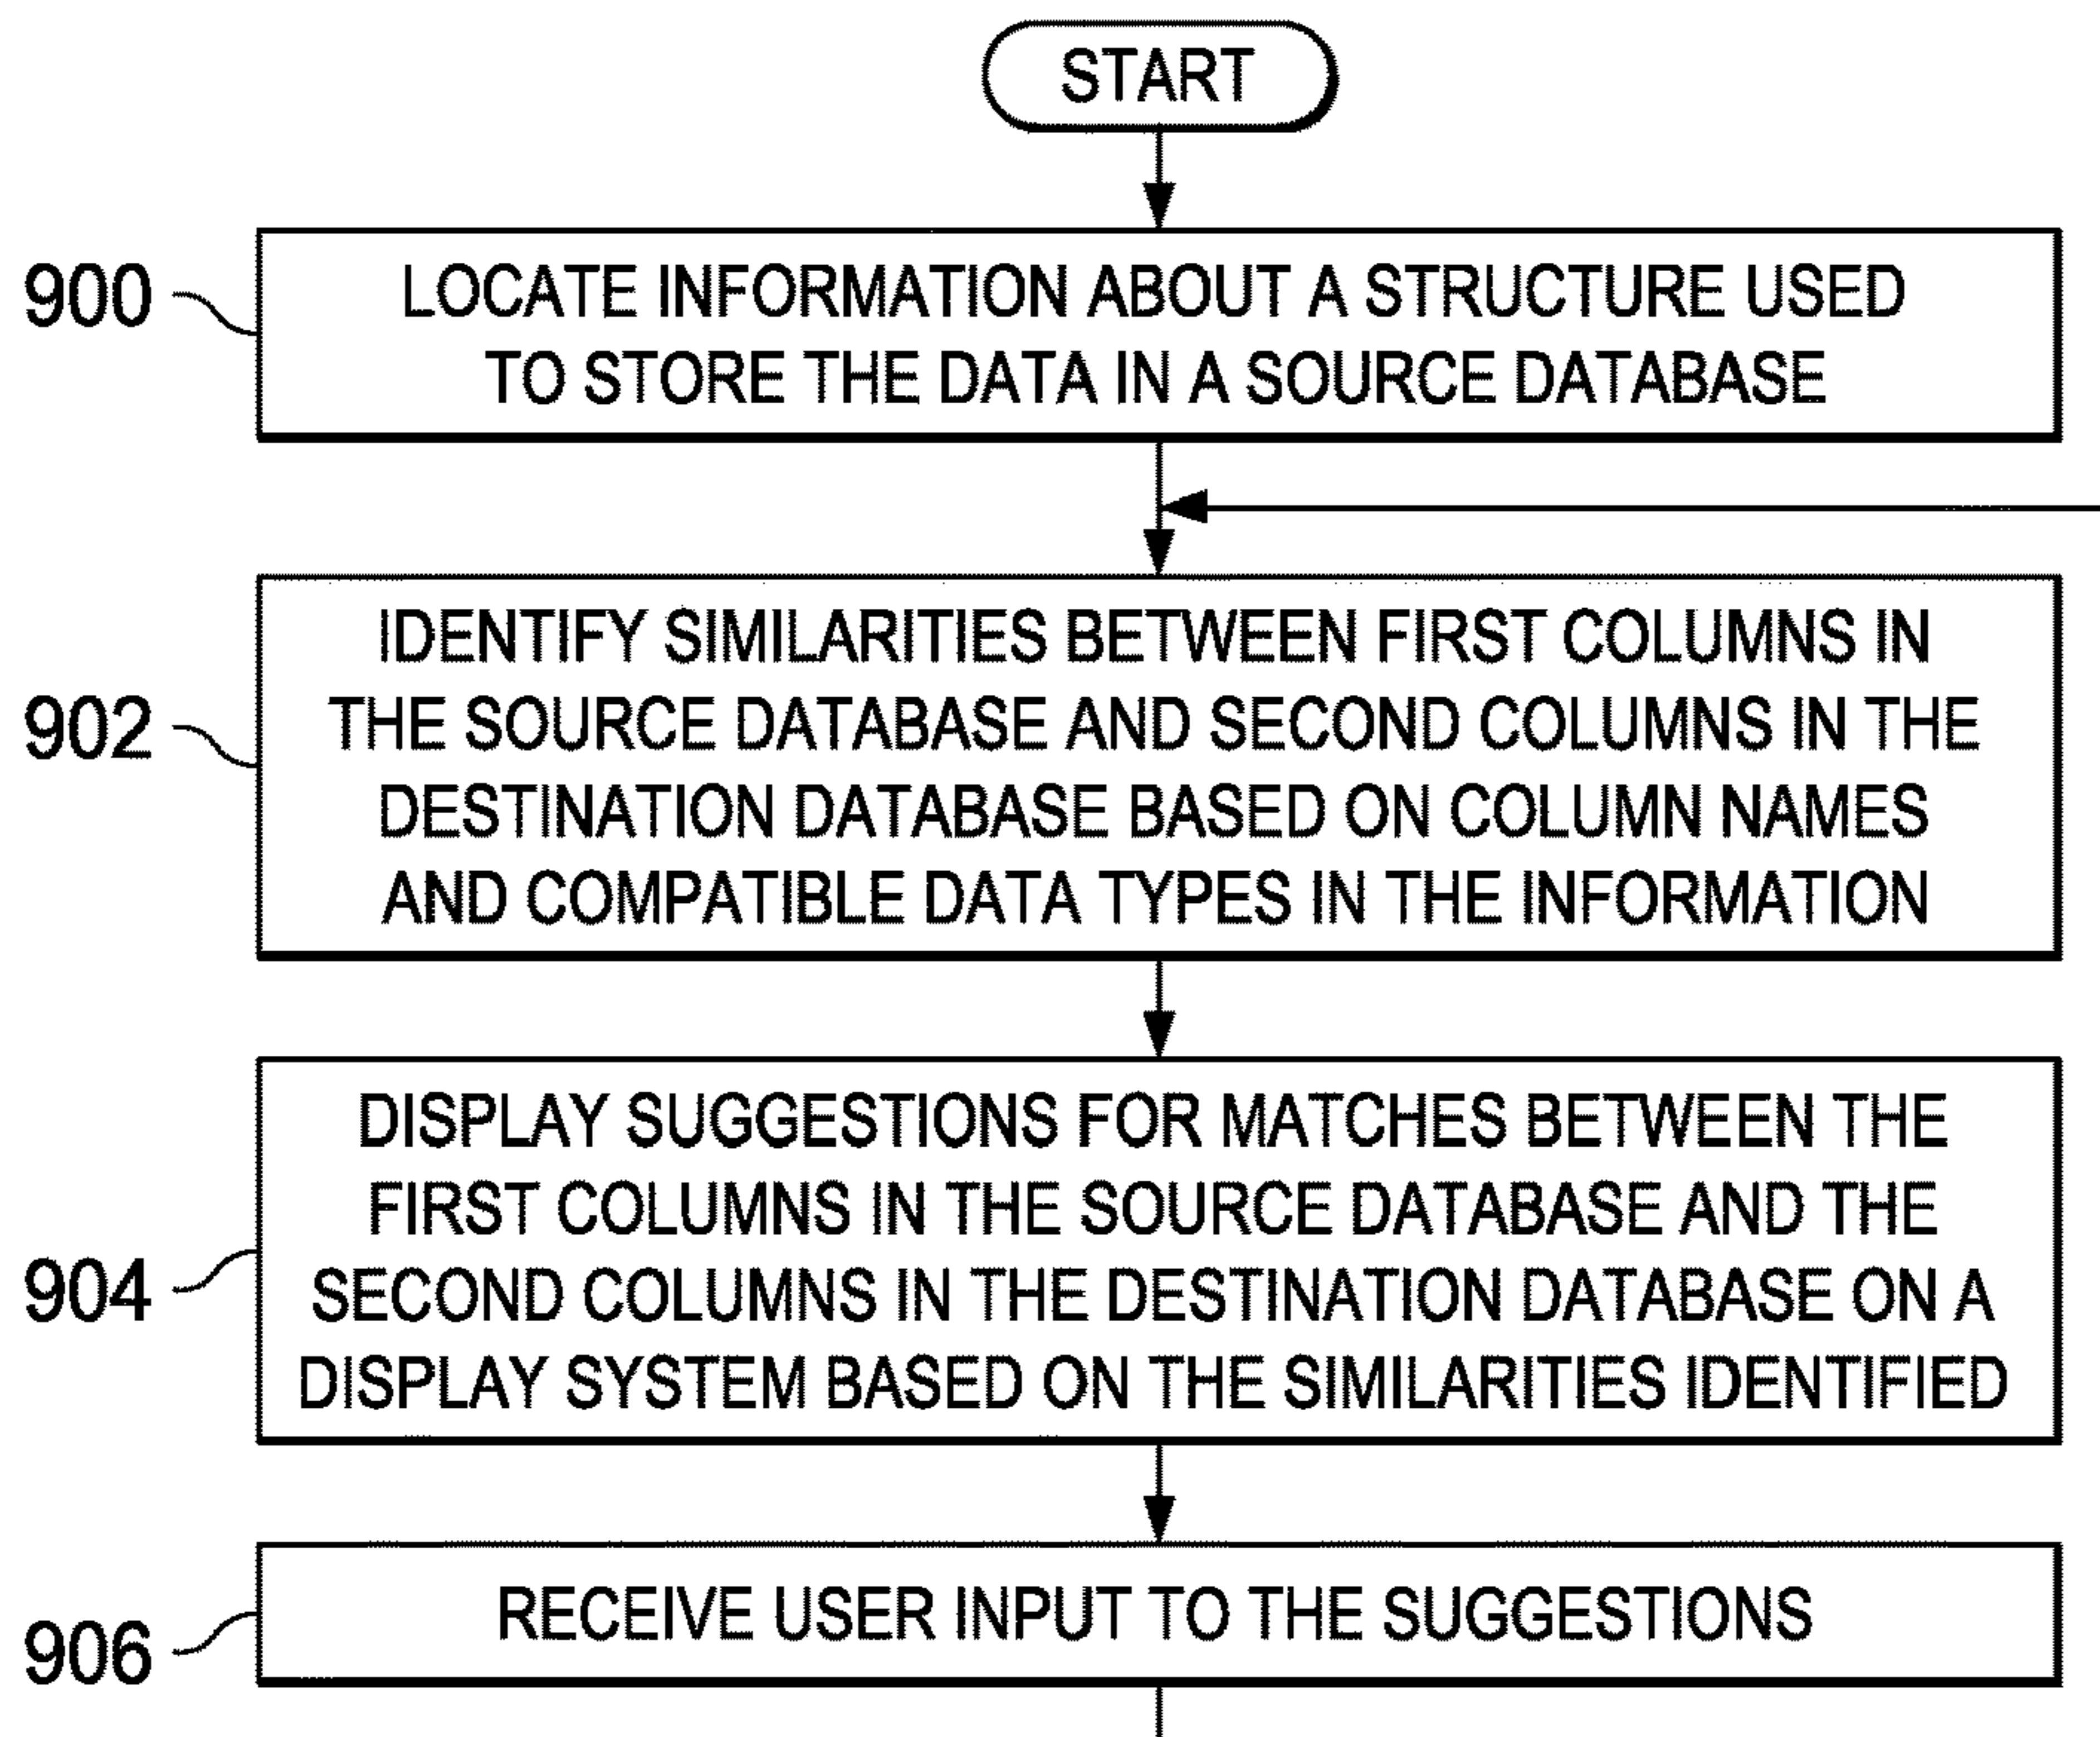 START
900
LOCATE INFORMATION ABOUT A STRUCTURE USED
TO STORE THE DATA IN A SOURCE DATABASE
902
IDENTIFY SIMILARITIES BETWEEN FIRST COLUMNS IN
THE SOURCE DATABASE AND SECOND COLUMNS IN THE
DESTINATION DATABASE BASED ON COLUMN NAMES
AND COMPATIBLE DATA TYPES IN THE INFORMATION
904
DISPLAY SUGGESTIONS FOR MATCHES BETWEEN THE
FIRST COLUMNS IN THE SOURCE DATABASE AND THE
SECOND COLUMNS IN THE DESTINATION DATABASE ON A
DISPLAY SYSTEM BASED ON THE SIMILARITIES IDENTIFIED
906
RECEIVE USER INPUT TO THE SUGGESTIONS